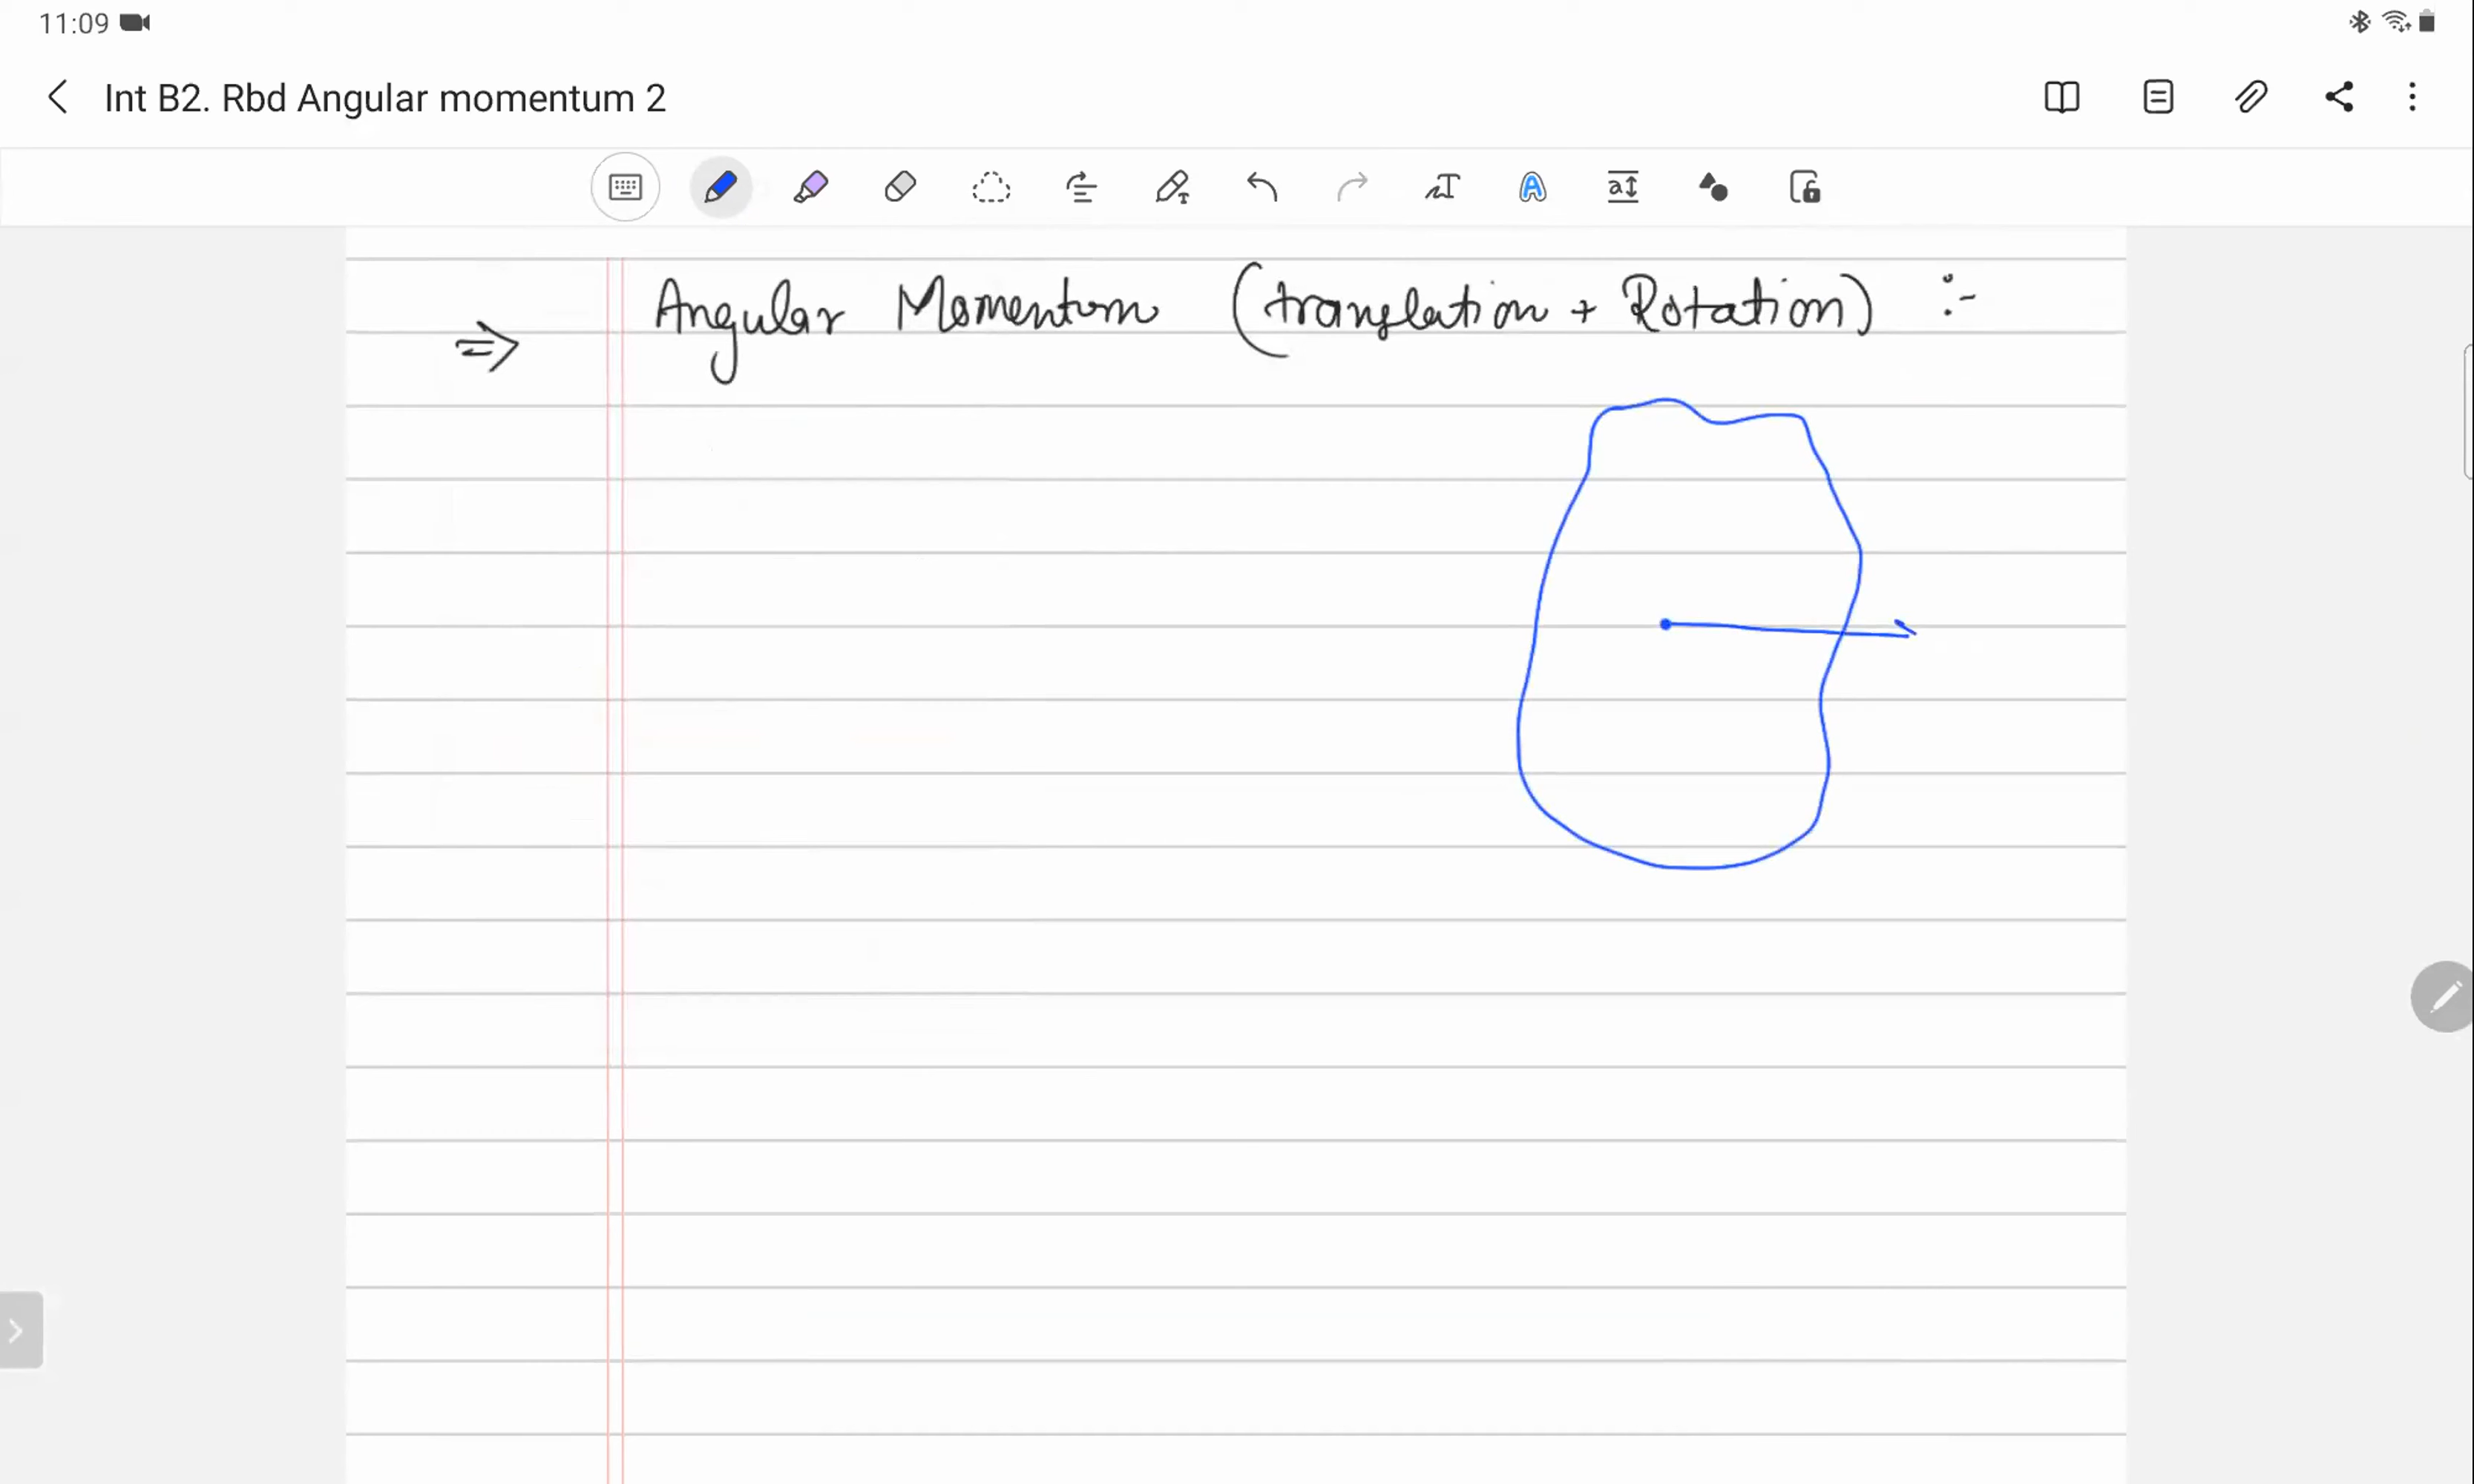 11:09
Int B2. Rbd Angular momentum 2
⇒ Angular Momentum (translation + Rotation) :-